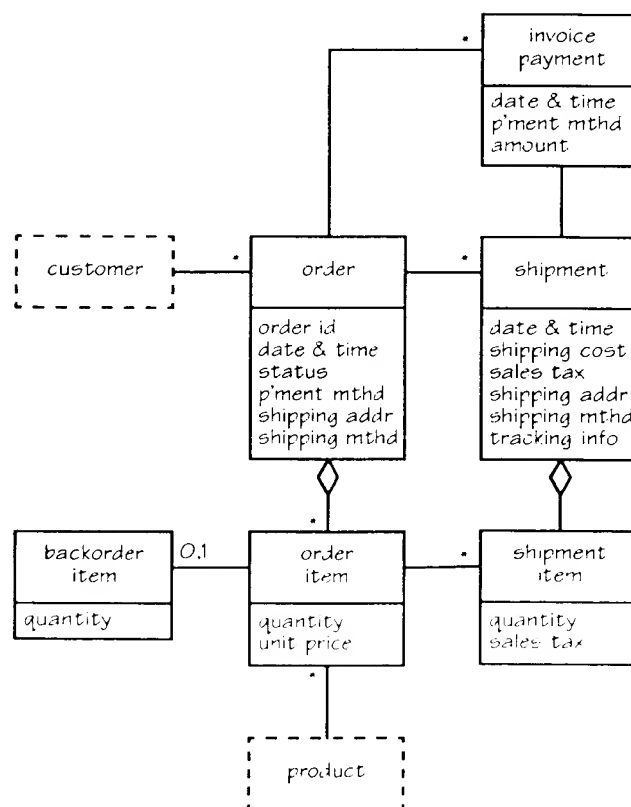 *
invoice
payment
date & time
p'ment mthd
amount
customer
*
order
*
shipment
order id
date & time
status
p'ment mthd
shipping addr
shipping mthd
date & time
shipping cost
sales tax
shipping addr
shipping mthd
tracking info
*
backorder
item
0.1
order
item
*
shipment
item
quantity
quantity
unit price
quantity
sales tax
*
product